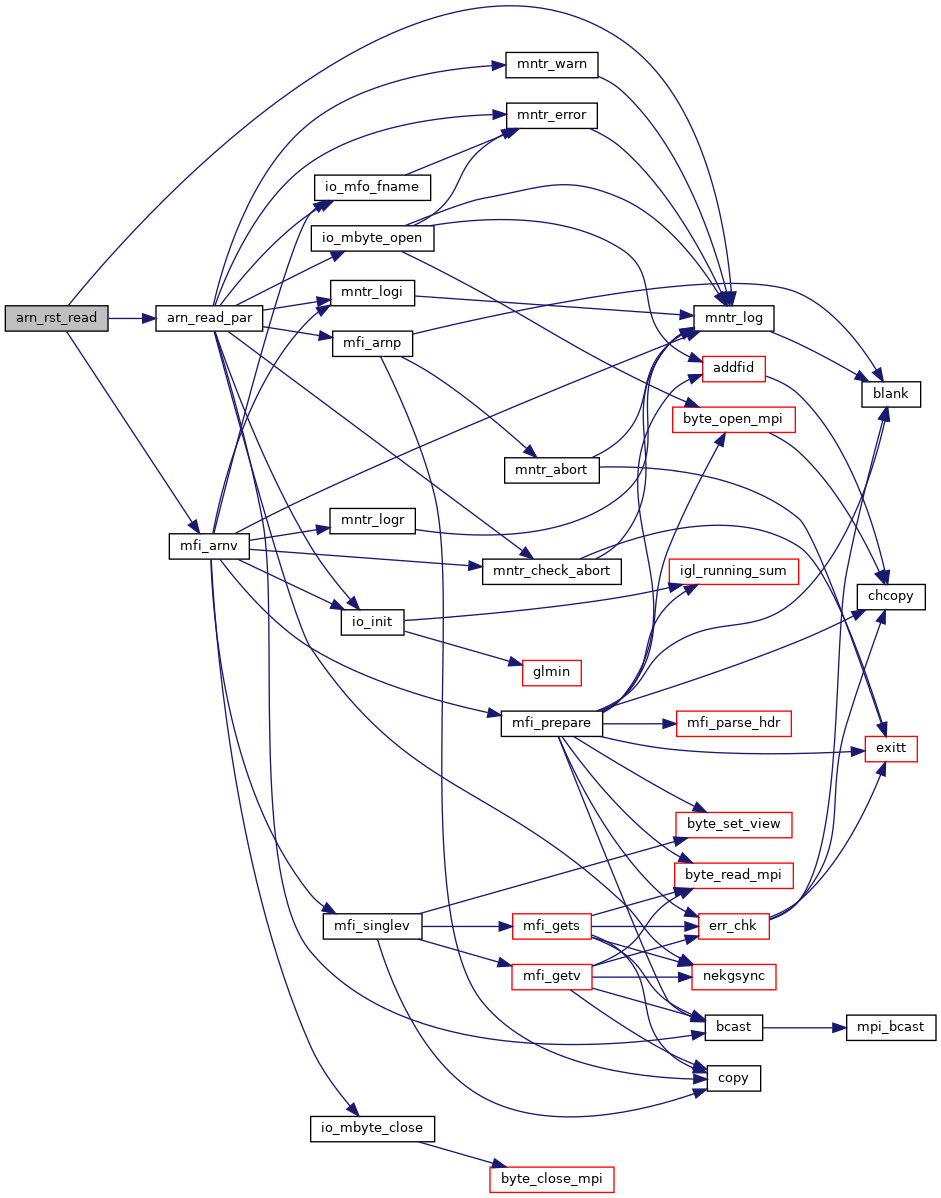 mntr_warn
mntr_error
io_mfo_fname
io_mbyte_open
mntr_logi
arn_rst_read
arn_read_par
mntr_log
mfi_arnp
addfid
blank
byte_open_mpi
mntr_abort
mntr_logr
mfi_arnv
mntr_check_abort
igl_running_sum
chcopy
io_init
glmin
mfi_prepare
mfi_parse_hdr
exitt
byte_set_view
byte_read_mpi
mfi_singlev
mfi_gets
err_chk
mfi_getv
nekgsync
bcast
mpi_bcast
copy
io_mbyte_close
byte_close_mpi